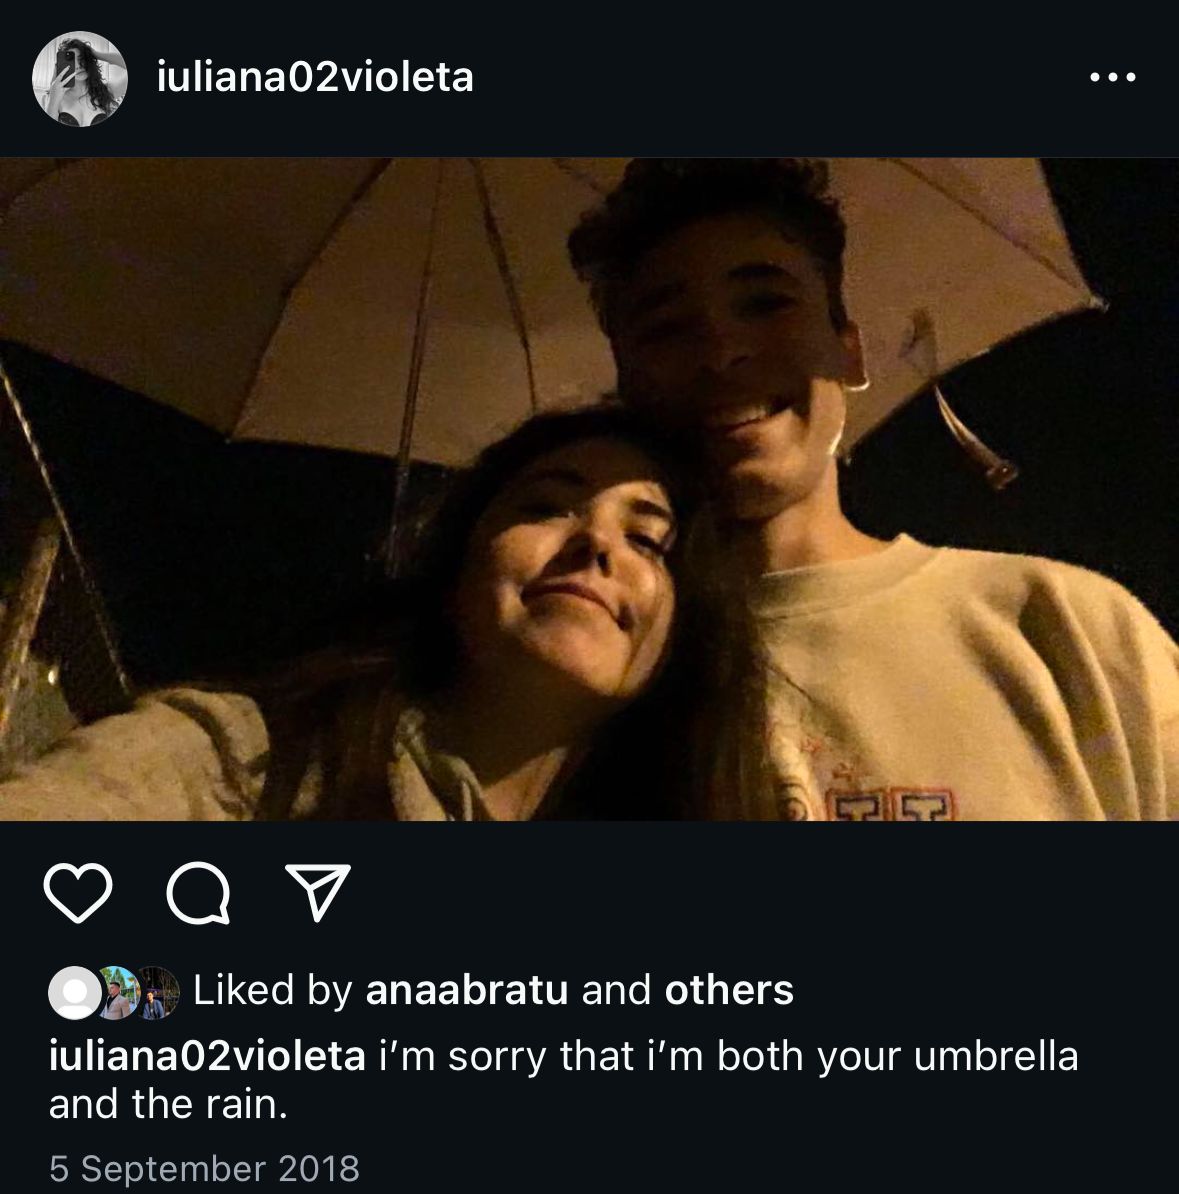 iuliana02violeta
Liked by anaabratu and others
iuliana02violeta i’m sorry that i’m both your umbrella
and the rain.
5 September 2018